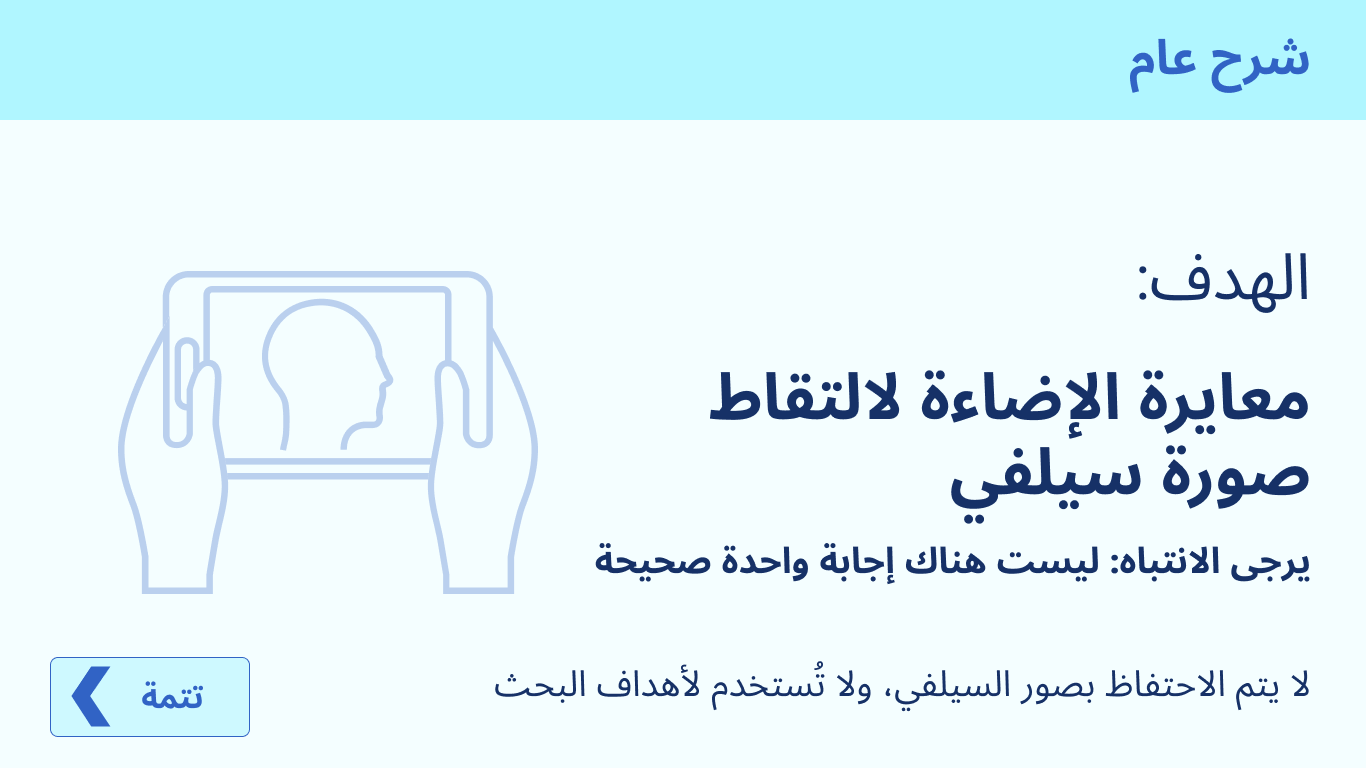 شرح عام
الهدف:
معايرة الإضاءة لالتقاط
صورة سيلفي
يرجى الانتباه: ليست هناك إجابة واحدة صحيحة
لا يتم الاحتفاظ بصور السيلفي، ولا تُستخدم لأهداف البحث
تتمة